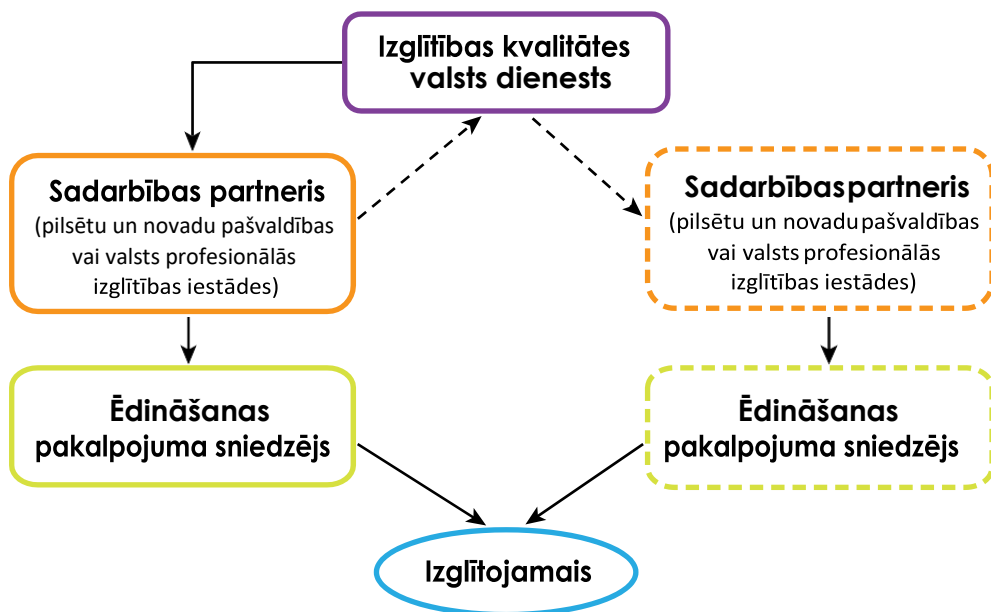 Izglītības kvalitātes
valsts dienests
Sadarbības partneris
(pilsētu un novadu pašvaldības
vai valsts profesionālās
izglītības iestādes)
Sadarbības partneris
(pilsētu un novadu pašvaldības
vai valsts profesionālās
izglītības iestādes)
Ēdināšanas
pakalpojuma sniedzējs
Ēdināšanas
pakalpojuma sniedzējs
Izglītojamais